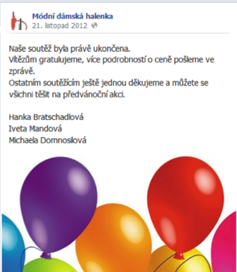 Módní dámská halenka
21. listopad 2012
Naše soutěž byla právě ukončena.
Vítězům gratulujeme, více podrobností o ceně pošleme ve
zprávě.
Ostatním soutěžícím ještě jednou děkujeme a můžete se
všichni těšit na předvánoční akci.
Hanka Bratschadlová
Iveta Mandová
Michaela Domnosilová